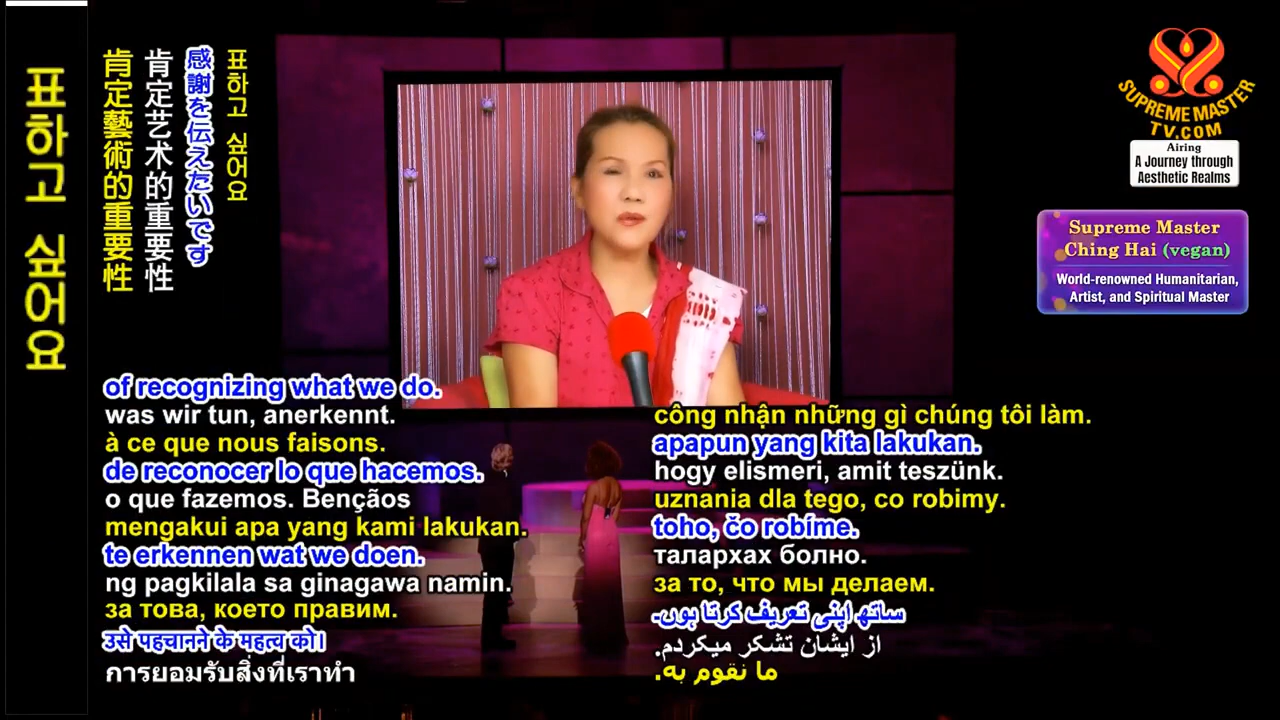 표하고 싶어요
肯定藝術的重要性
肯定艺术的重要性
感謝を伝えたいです
표하고 싶어요
SUPREME MASTER
TV.COM
Airing
A Journey through
Aesthetic Realms
Supreme Master
Ching Hai (vegan)
World-renowned Humanitarian,
Artist, and Spiritual Master
of recognizing what we do.
was wir tun, anerkennt.
à ce que nous faisons.
de reconocer lo que hacemos.
o que fazemos. Bençãos
mengakui apa yang kami lakukan.
te erkennen wat we doen.
ng pagkilala sa ginagawa namin.
за това, което правим.
उसे पहचानने के महत्व को।
การยอมรับสิ่งที่เราทำ
công nhận những gì chúng tôi làm.
apapun yang kita lakukan.
hogy elismeri, amit teszünk.
uznania dla tego, co robimy.
toho, čo robíme.
талархах болно.
за то, что мы делаем.
ساتھ اپنی تعریف کرتا ہوں۔
از ایشان تشکر میکردم.
ما نقوم به.